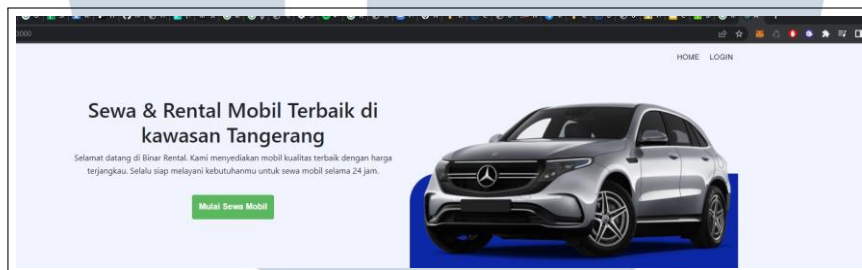 3000
HOME LOGIN
Sewa & Rental Mobil Terbaik di
kawasan Tangerang
Selamat datang di Binar Rental. Kami menyediakan mobil kualitas terbaik dengan harga
terjangkau. Selalu siap melayani kebutuhanmu untuk sewa mobil selama 24 jam.
Mulai Sewa Mobil